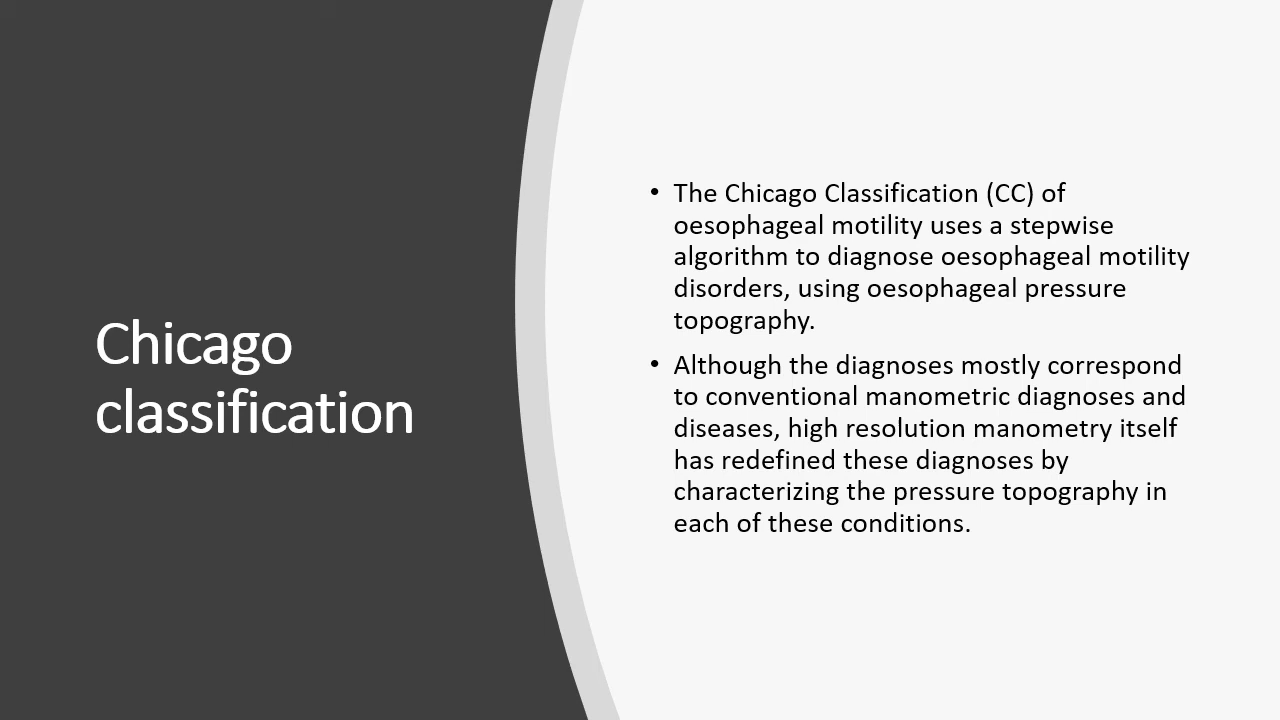 Chicago
classification
• The Chicago Classification (CC) of
oesophageal motility uses a stepwise
algorithm to diagnose oesophageal motility
disorders, using oesophageal pressure
topography.
• Although the diagnoses mostly correspond
to conventional manometric diagnoses and
diseases, high resolution manometry itself
has redefined these diagnoses by
characterizing the pressure topography in
each of these conditions.